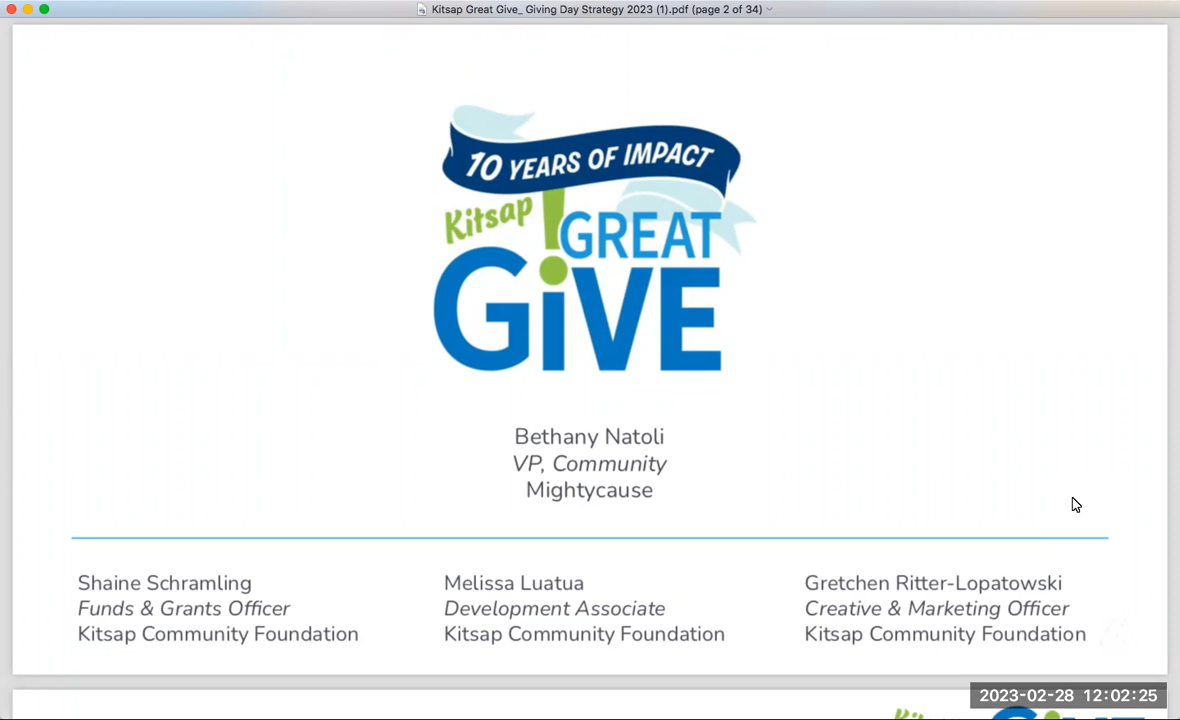 Kitsap Great Give_ Giving Day Strategy 2023 (1).pdf (page 2 of 34)
10 YEARS OF IMPACT
Kitsap
GREAT
GiVE
Bethany Natoli
VP, Community
Mightycause
Shaine Schramling
Funds & Grants Officer
Kitsap Community Foundation
Melissa Luatua
Development Associate
Kitsap Community Foundation
Gretchen Ritter-Lopatowski
Creative & Marketing Officer
Kitsap Community Foundation
2023-02-28 12:02:25